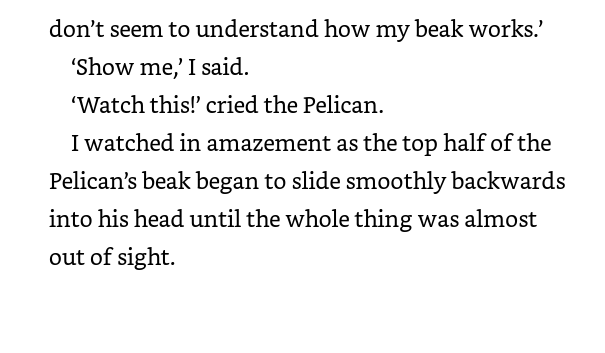 don’t seem to understand how my beak works.’
‘Show me,’ I said.
‘Watch this!’ cried the Pelican.
I watched in amazement as the top half of the
Pelican’s beak began to slide smoothly backwards
into his head until the whole thing was almost
out of sight.